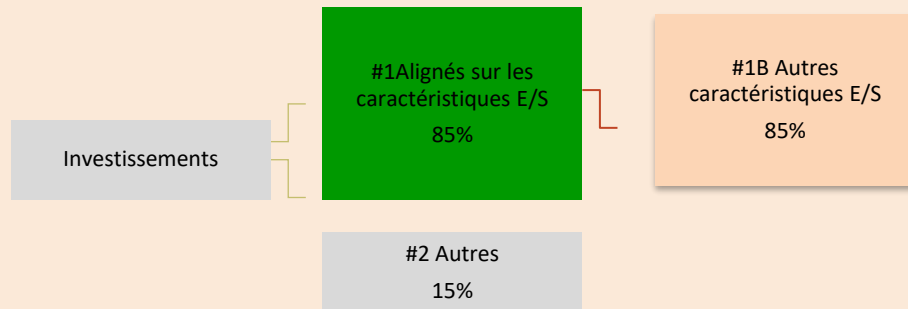 Investissements
#1Alignés sur les
caractéristiques E/S
85%
#1B Autres
caractéristiques E/S
85%
#2 Autres
15%